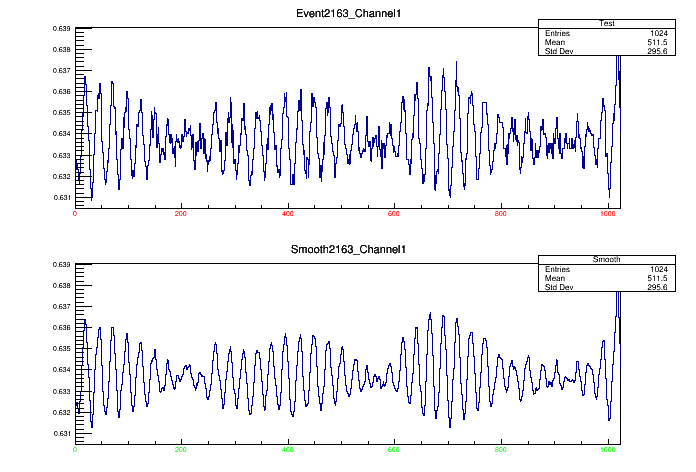 Event2163_Channel1
Test
Entries 1024
Mean 511.5
Std Dev 295.6
0.639
0.638
0.637
0.636
0.635
0.634
0.633
0.632
0.631
0 200 400 600 800 1000
Smooth2163_Channel1
Smooth
Entries 1024
Mean 511.5
Std Dev 295.6
0.639
0.638
0.637
0.636
0.635
0.634
0.633
0.632
0.631
0 200 400 600 800 1000